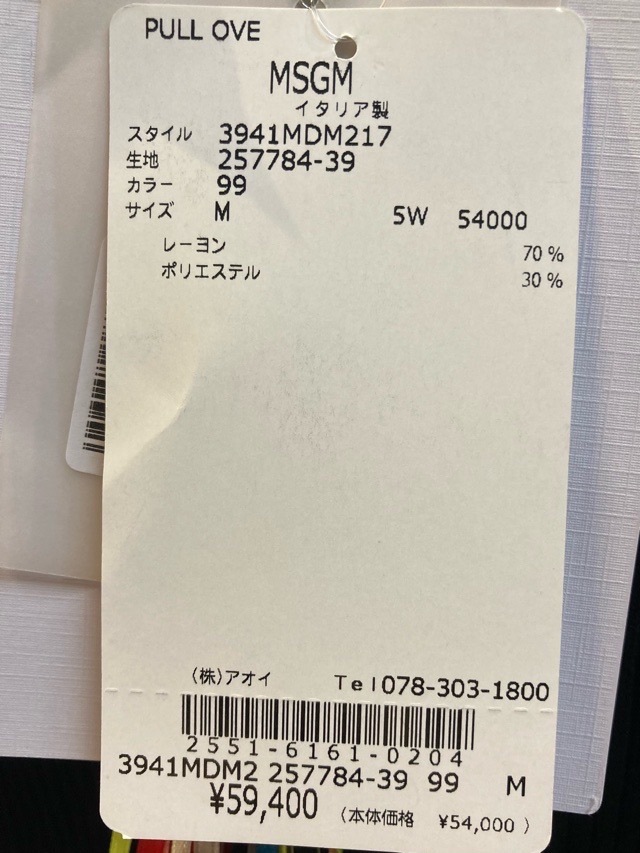 PULL OVE
MSGM
イタリア製
スタイル 3941MDM217
生地 257784-39
カラー 99
サイズ M 5W 54000
レーヨン 70 %
ポリエステル 30 %
(株)アオイ Tel 078-303-1800
2551-6161-0204
3941MDM2 257784-39 99 M
¥59,400 (本体価格 ¥54,000 )